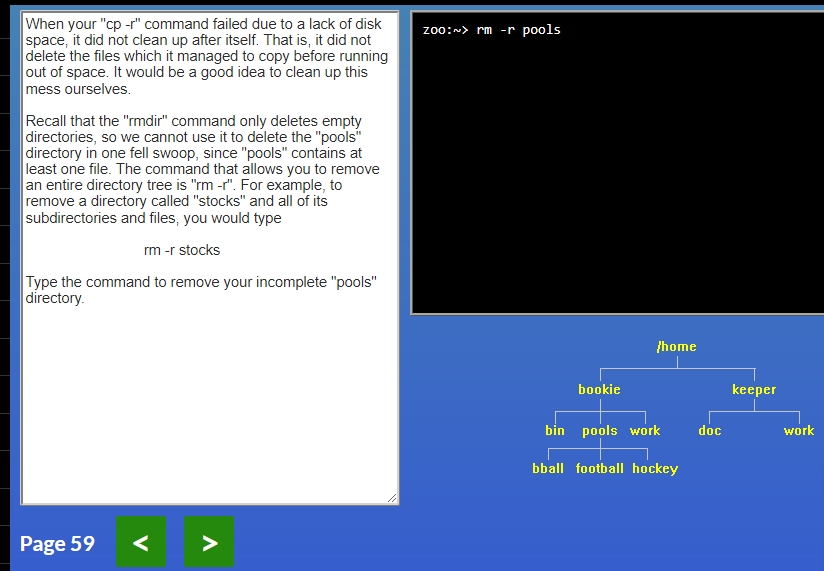 When your "cp -r" command failed due to a lack of disk
space, it did not clean up after itself. That is, it did not
delete the files which it managed to copy before running
out of space. It would be a good idea to clean up this
mess ourselves.
Recall that the "rmdir" command only deletes empty
directories, so we cannot use it to delete the "pools"
directory in one fell swoop, since "pools" contains at
least one file. The command that allows you to remove
an entire directory tree is "rm -r". For example, to
remove a directory called "stocks" and all of its
subdirectories and files, you would type
rm -r stocks
Type the command to remove your incomplete "pools"
directory.
zoo:~> rm -r pools
/home
bookie keeper
bin pools work doc work
bball football hockey
Page 59 < >